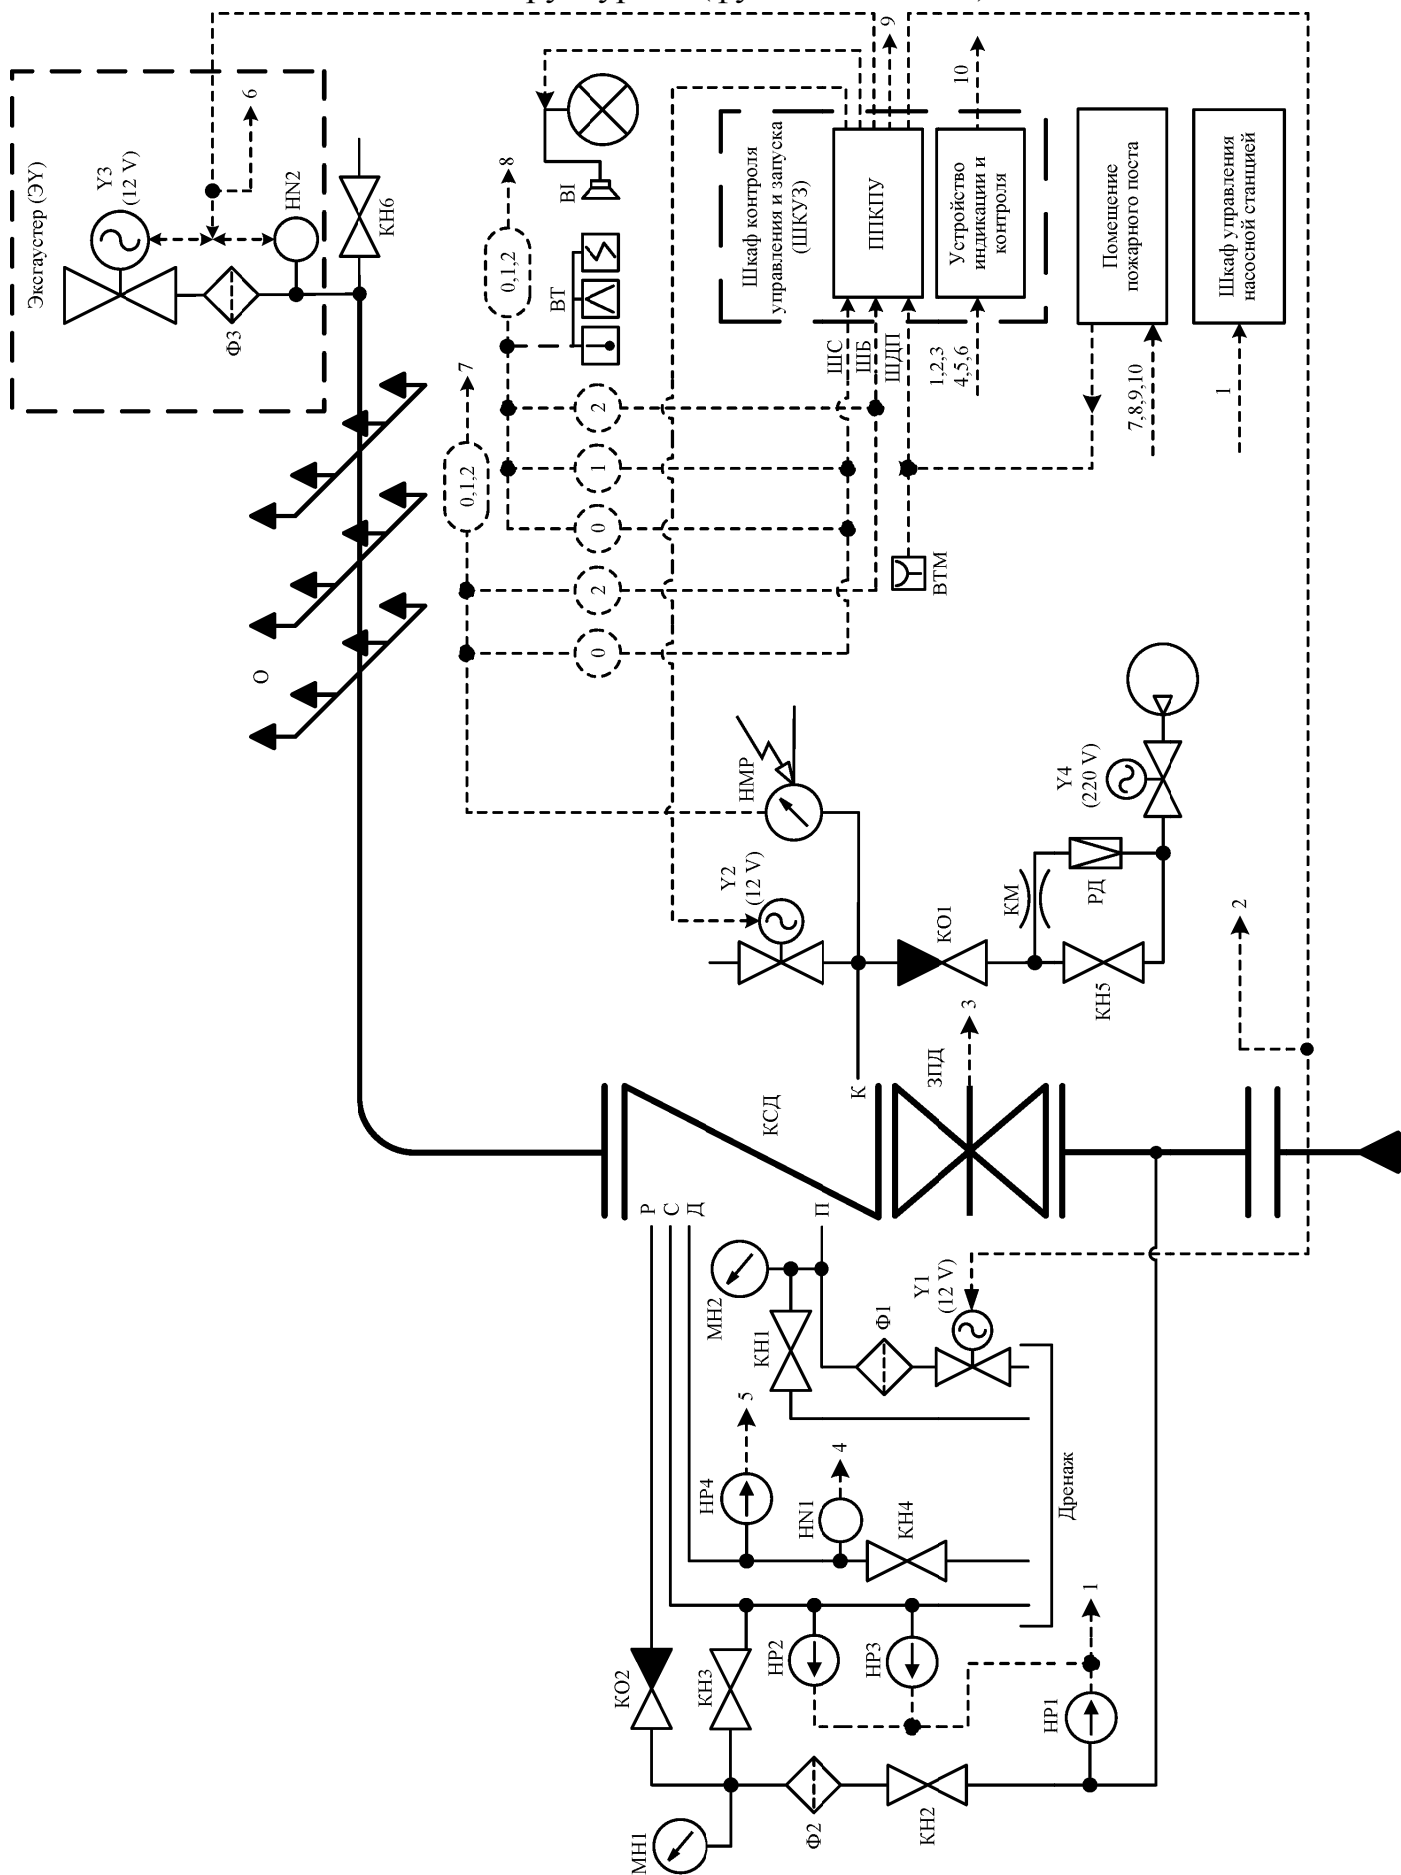 Эксгаустер (ЭУ)
Y3
(12 V)
HN2
6
Ф3
КН6
О
9
10
8
0,1,2
BI
BT
7
0,1,2
2
1
0
2
0
Шкаф контроля
управления и запуска
(ШКУЗ)
ППКПУ
Устройство
индикации и
контроля
Помещение
пожарного поста
Шкаф управления
насосной станцией
ШС
ШБ
ШДП
1,2,3
4,5,6
7,8,9,10
1
ВТМ
НМР
Y2
(12 V)
Y4
(220 V)
КО1
КМ
РД
КН5
2
3
ЗПД
К
КСД
Р
С
Д
П
МН2
КН1
Ф1
Y1
(12 V)
5
НР4
4
HN1
КН4
Дренаж
КО2
КН3
НР2
НР3
1
НР1
МН1
Ф2
КН2